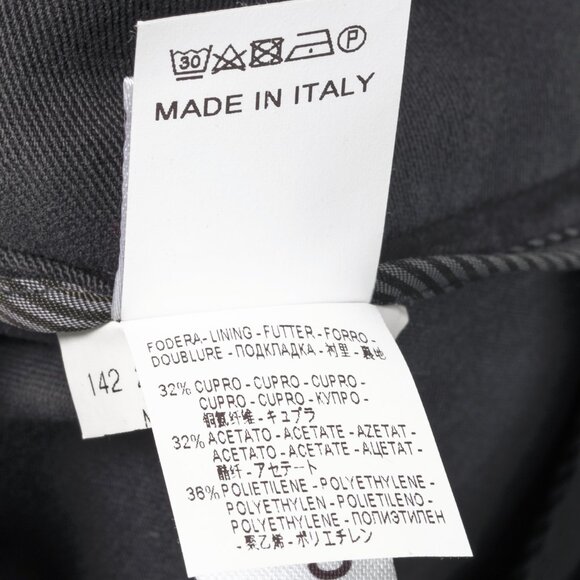 30 P
MADE IN ITALY
FODERA - LINING - FUTTER - FORRO -
DOUBLURE - ПОДКЛАДКА - 衬里 - 裏地
142
32% CUPRO - CUPRO - CUPRO -
CUPRO - CUPRO - КУПРО -
铜氨纤维 - キュプラ
32% ACETATO - ACETATE - AZETAT -
ACETATO - ACETATE - АЦЕТАТ -
醋纤 - アセテート
36% POLIETILENE - POLYETHYLENE -
POLYETHYLEN - POLIETILENO -
POLYETHYLENE - ПОЛИЭТИЛЕН
- 聚乙烯 - ポリエチレン